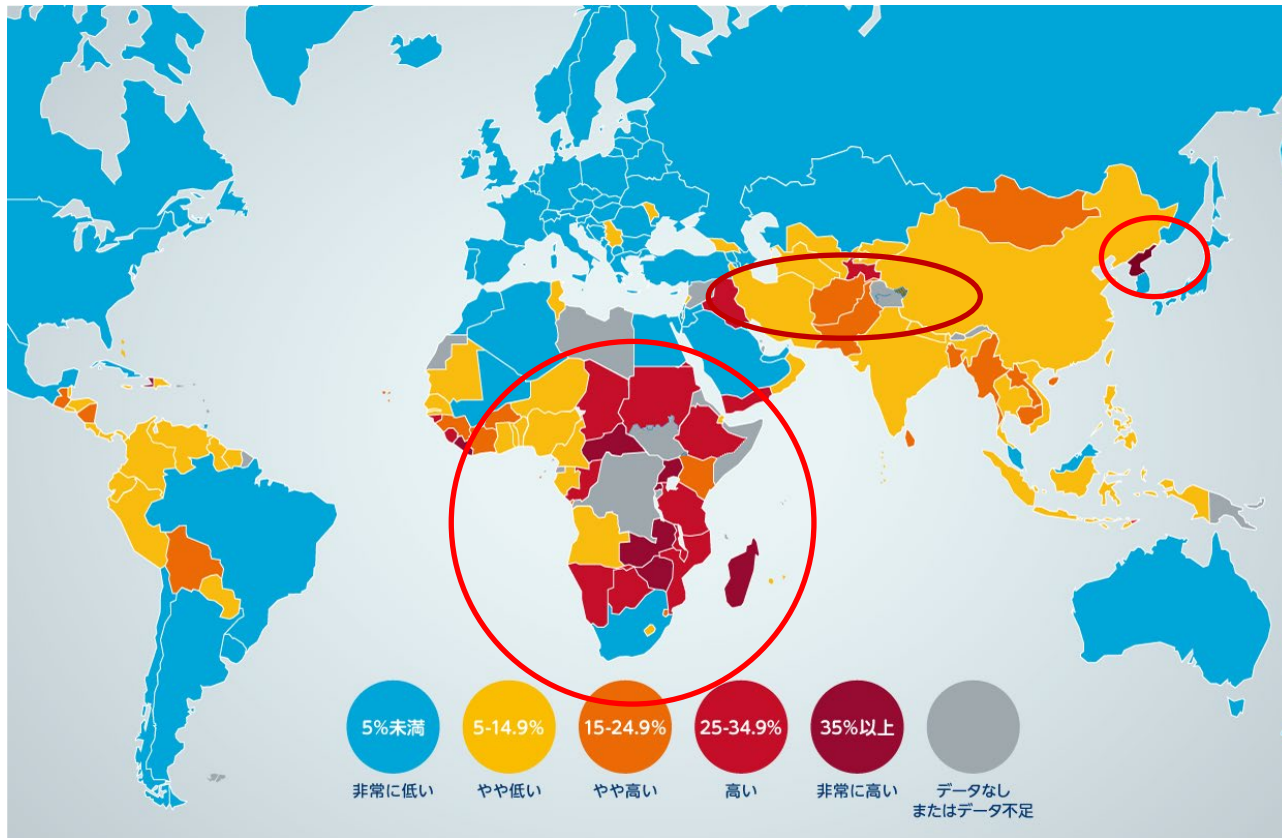 5%未満
5-14.9%
15-24.9%
25-34.9%
35%以上
非常に低い
やや低い
やや高い
高い
非常に高い
データなし
またはデータ不足